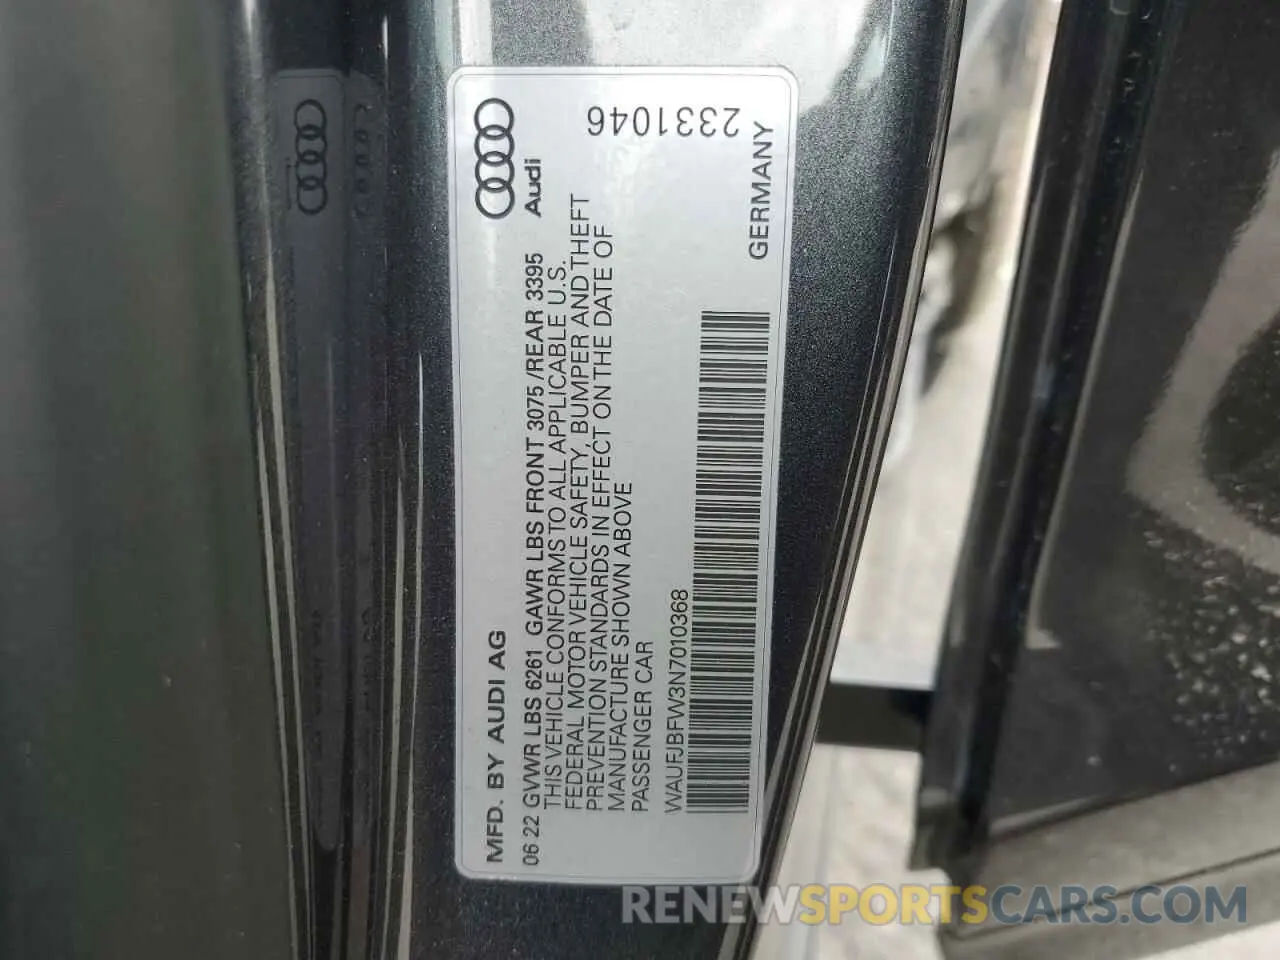 MFD. BY AUDI AG
Audi
06 22 GVWR LBS 6261 GAWR LBS FRONT 3075 /REAR 3395
THIS VEHICLE CONFORMS TO ALL APPLICABLE U.S.
FEDERAL MOTOR VEHICLE SAFETY, BUMPER AND THEFT
PREVENTION STANDARDS IN EFFECT ON THE DATE OF
MANUFACTURE SHOWN ABOVE
PASSENGER CAR
2331046
WAUFJBFW3N7010368
GERMANY
RENEWSPORTSCARS.COM